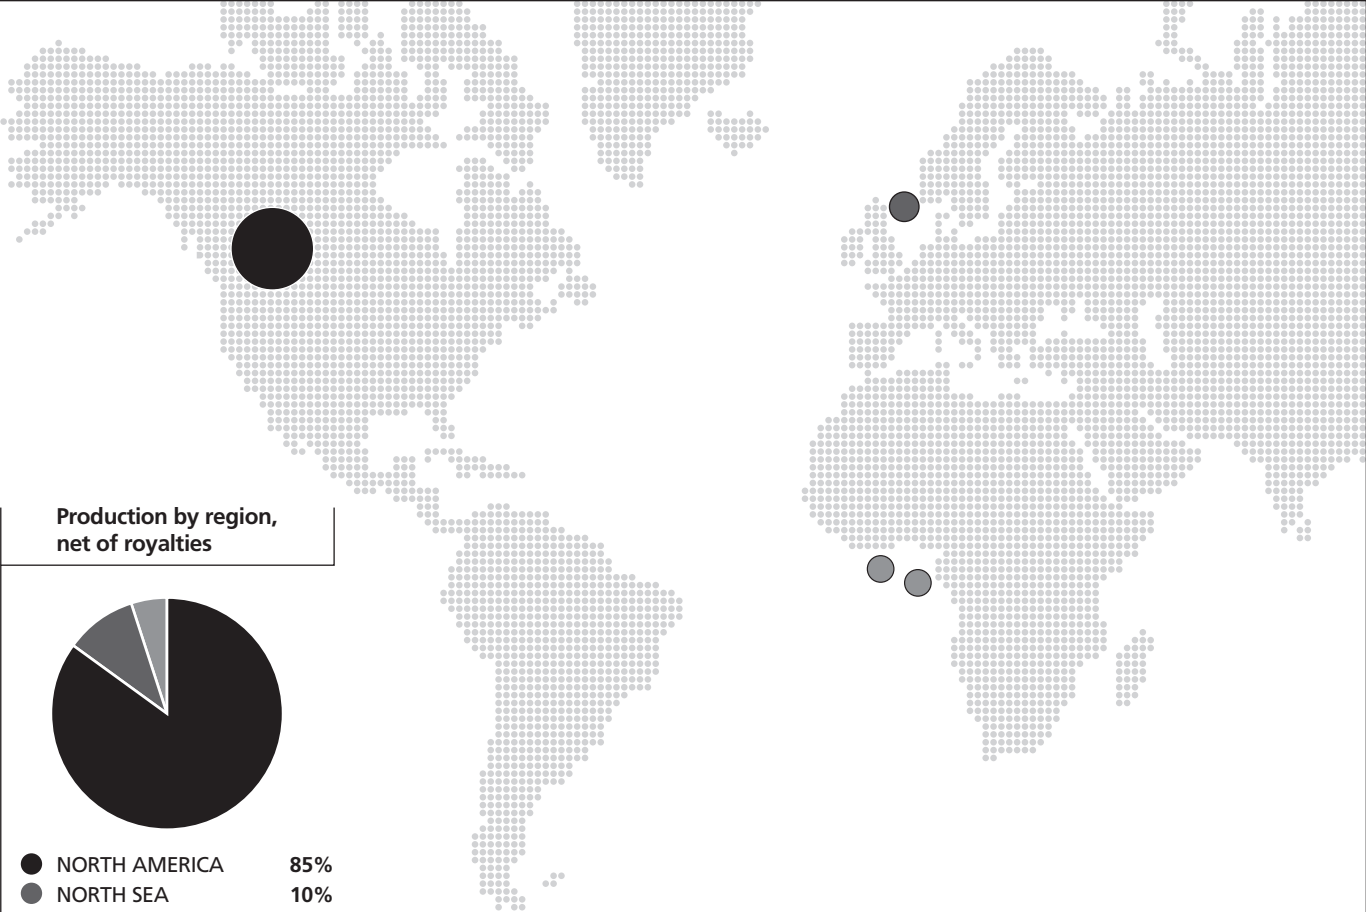 Production by region,
net of royalties
NORTH AMERICA 85%
NORTH SEA 10%